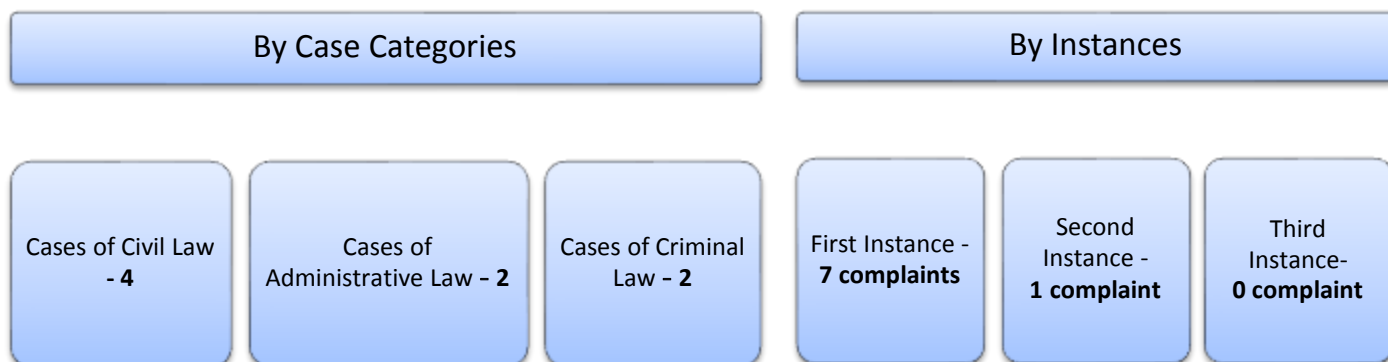 By Case Categories
By Instances
Cases of Civil Law
- 4
Cases of
Administrative Law – 2
Cases of Criminal
Law – 2
First Instance -
7 complaints
Second
Instance -
1 complaint
Third
Instance-
0 complaint